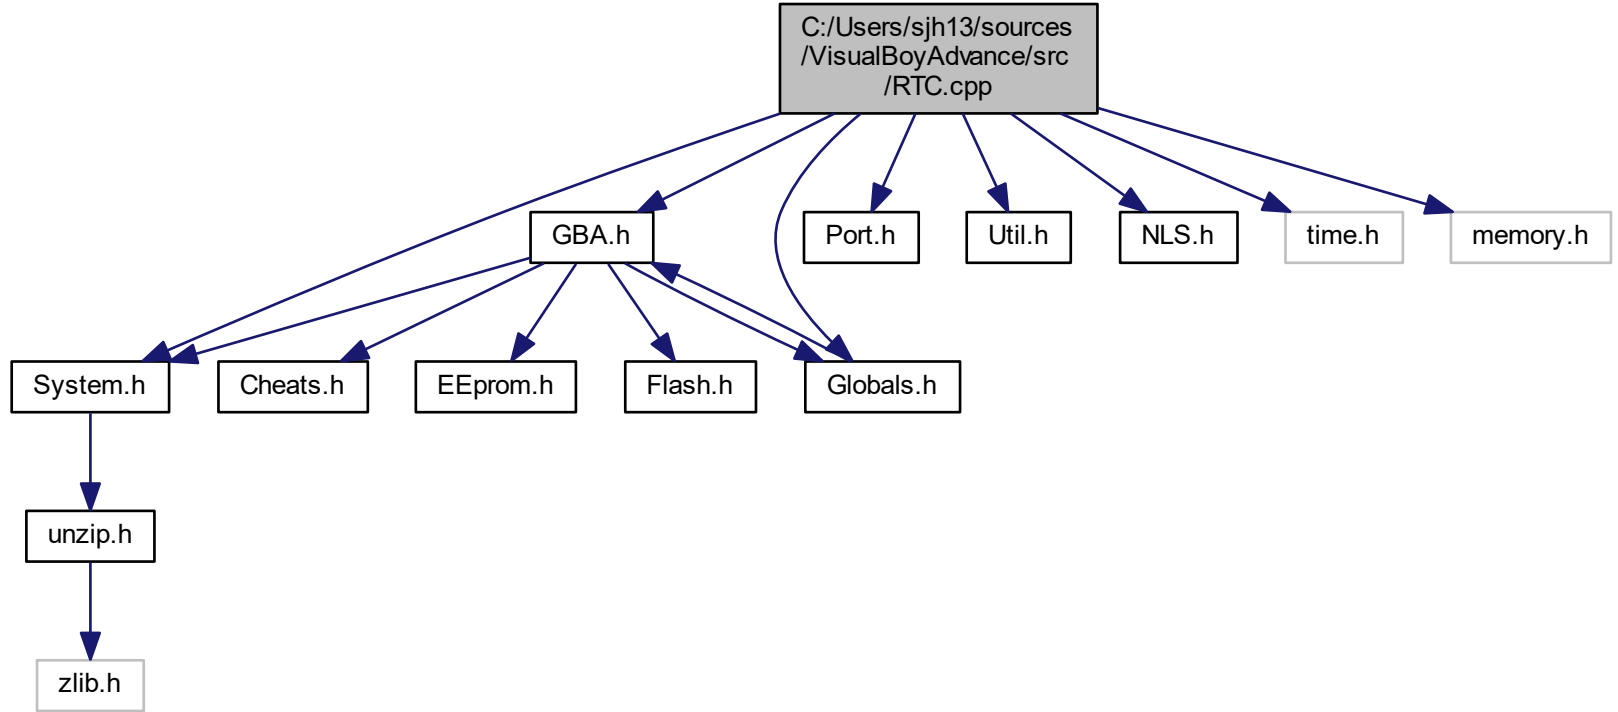 C:/Users/sjh13/sources
/VisualBoyAdvance/src
/RTC.cpp
GBA.h
Port.h
Util.h
NLS.h
time.h
memory.h
System.h
Cheats.h
EEprom.h
Flash.h
Globals.h
unzip.h
zlib.h